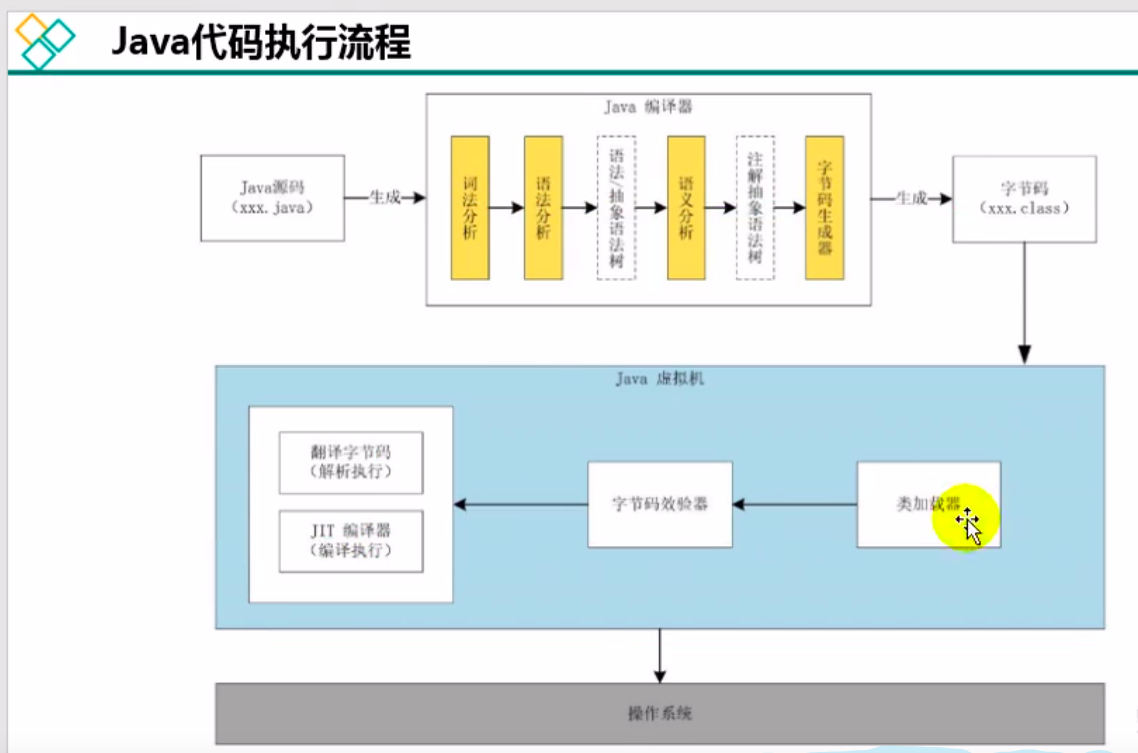 Java代码执行流程
Java 编译器
Java源码
（xxx.java）
生成
词法分析
语法分析
语法/抽象语法树
语义分析
注解抽象语法树
字节码生成器
生成
字节码
（xxx.class）
Java 虚拟机
翻译字节码
（解析执行）
JIT 编译器
（编译执行）
字节码效验器
类加载器
操作系统